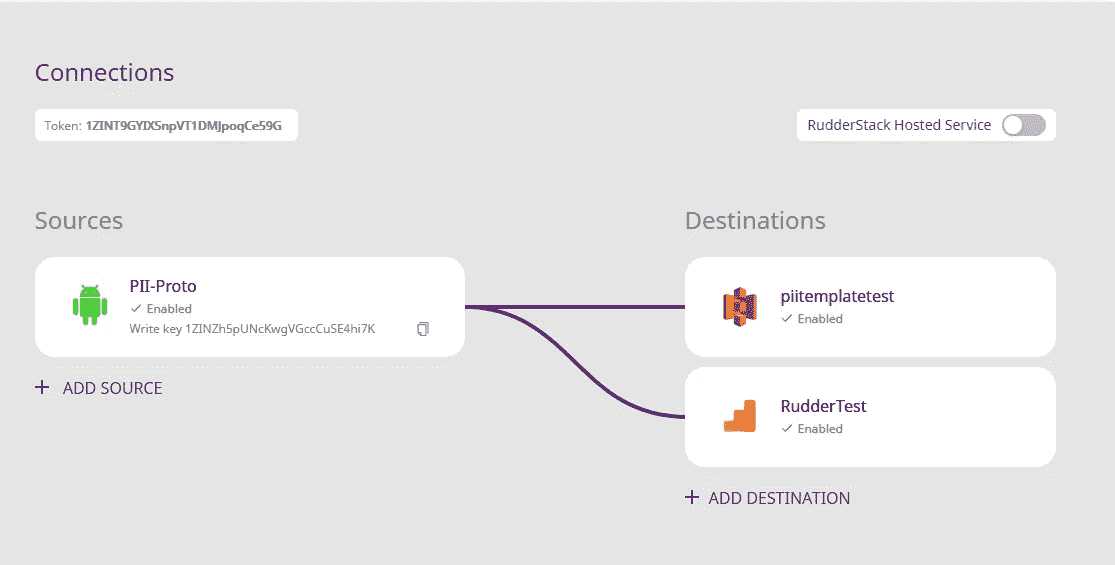 Connections
Token: 1ZINT9GYIXSnpVT1DMJpoqCe59G
RudderStack Hosted Service
Sources
Destinations
PII-Proto
Enabled
Write key 1ZINZh5pUNcKwgVGccCuSE4hi7K
+ ADD SOURCE
piitemplatetest
Enabled
RudderTest
Enabled
+ ADD DESTINATION